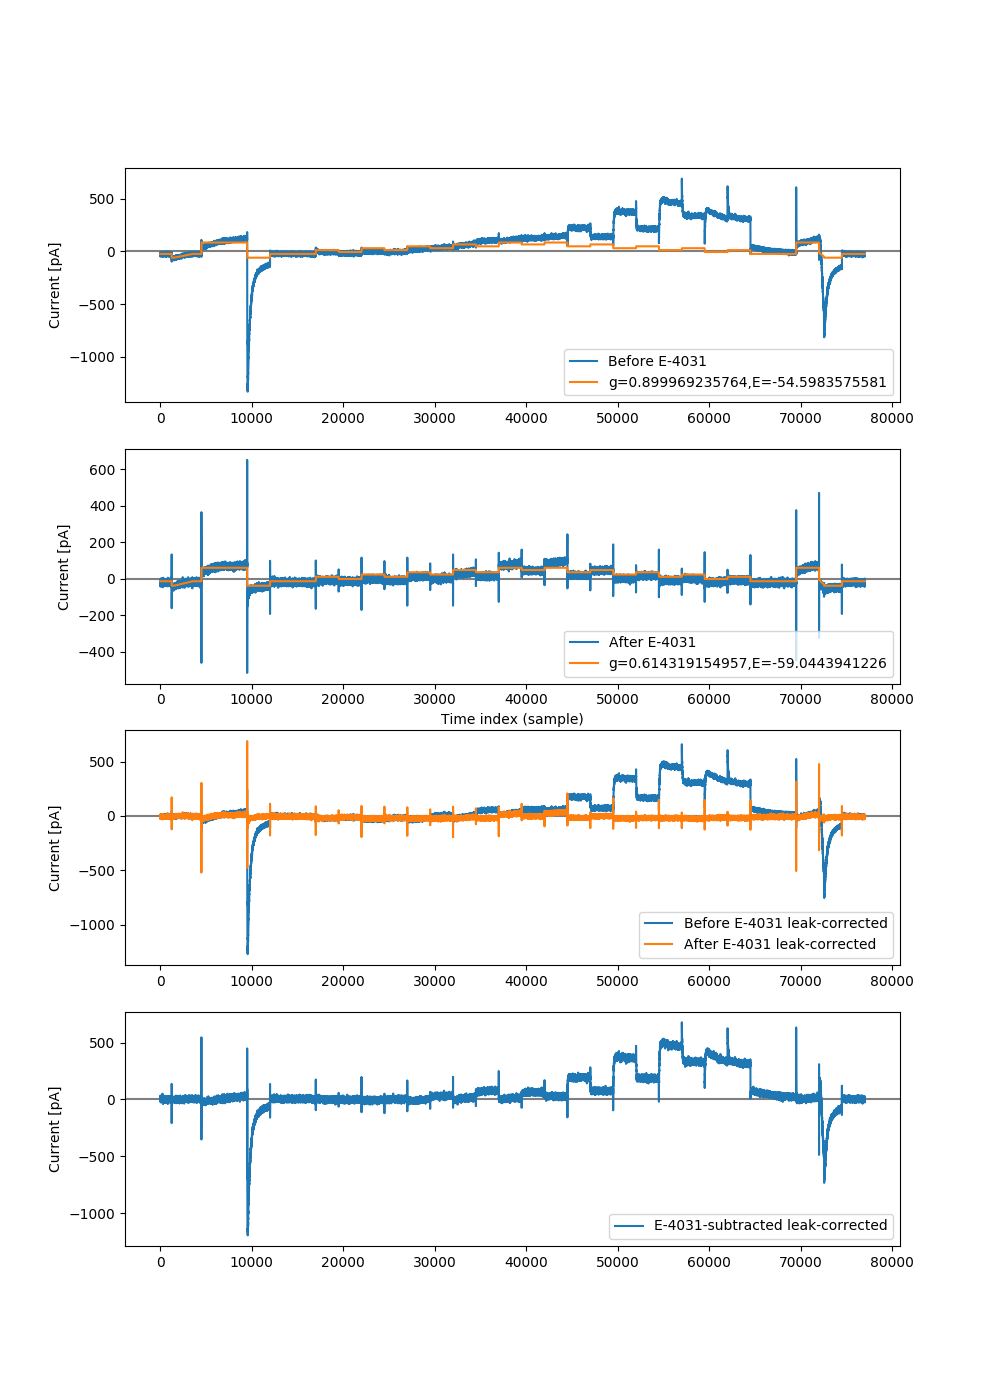 500
0
−500
−1000
Current [pA]
Before E-4031
g=0.899969235764,E=-54.5983575581
0 10000 20000 30000 40000 50000 60000 70000 80000
600
400
200
0
−200
−400
Current [pA]
After E-4031
g=0.614319154957,E=-59.0443941226
0 10000 20000 30000 40000 50000 60000 70000 80000
Time index (sample)
500
0
−500
−1000
Current [pA]
Before E-4031 leak-corrected
After E-4031 leak-corrected
0 10000 20000 30000 40000 50000 60000 70000 80000
500
0
−500
−1000
Current [pA]
E-4031-subtracted leak-corrected
0 10000 20000 30000 40000 50000 60000 70000 80000